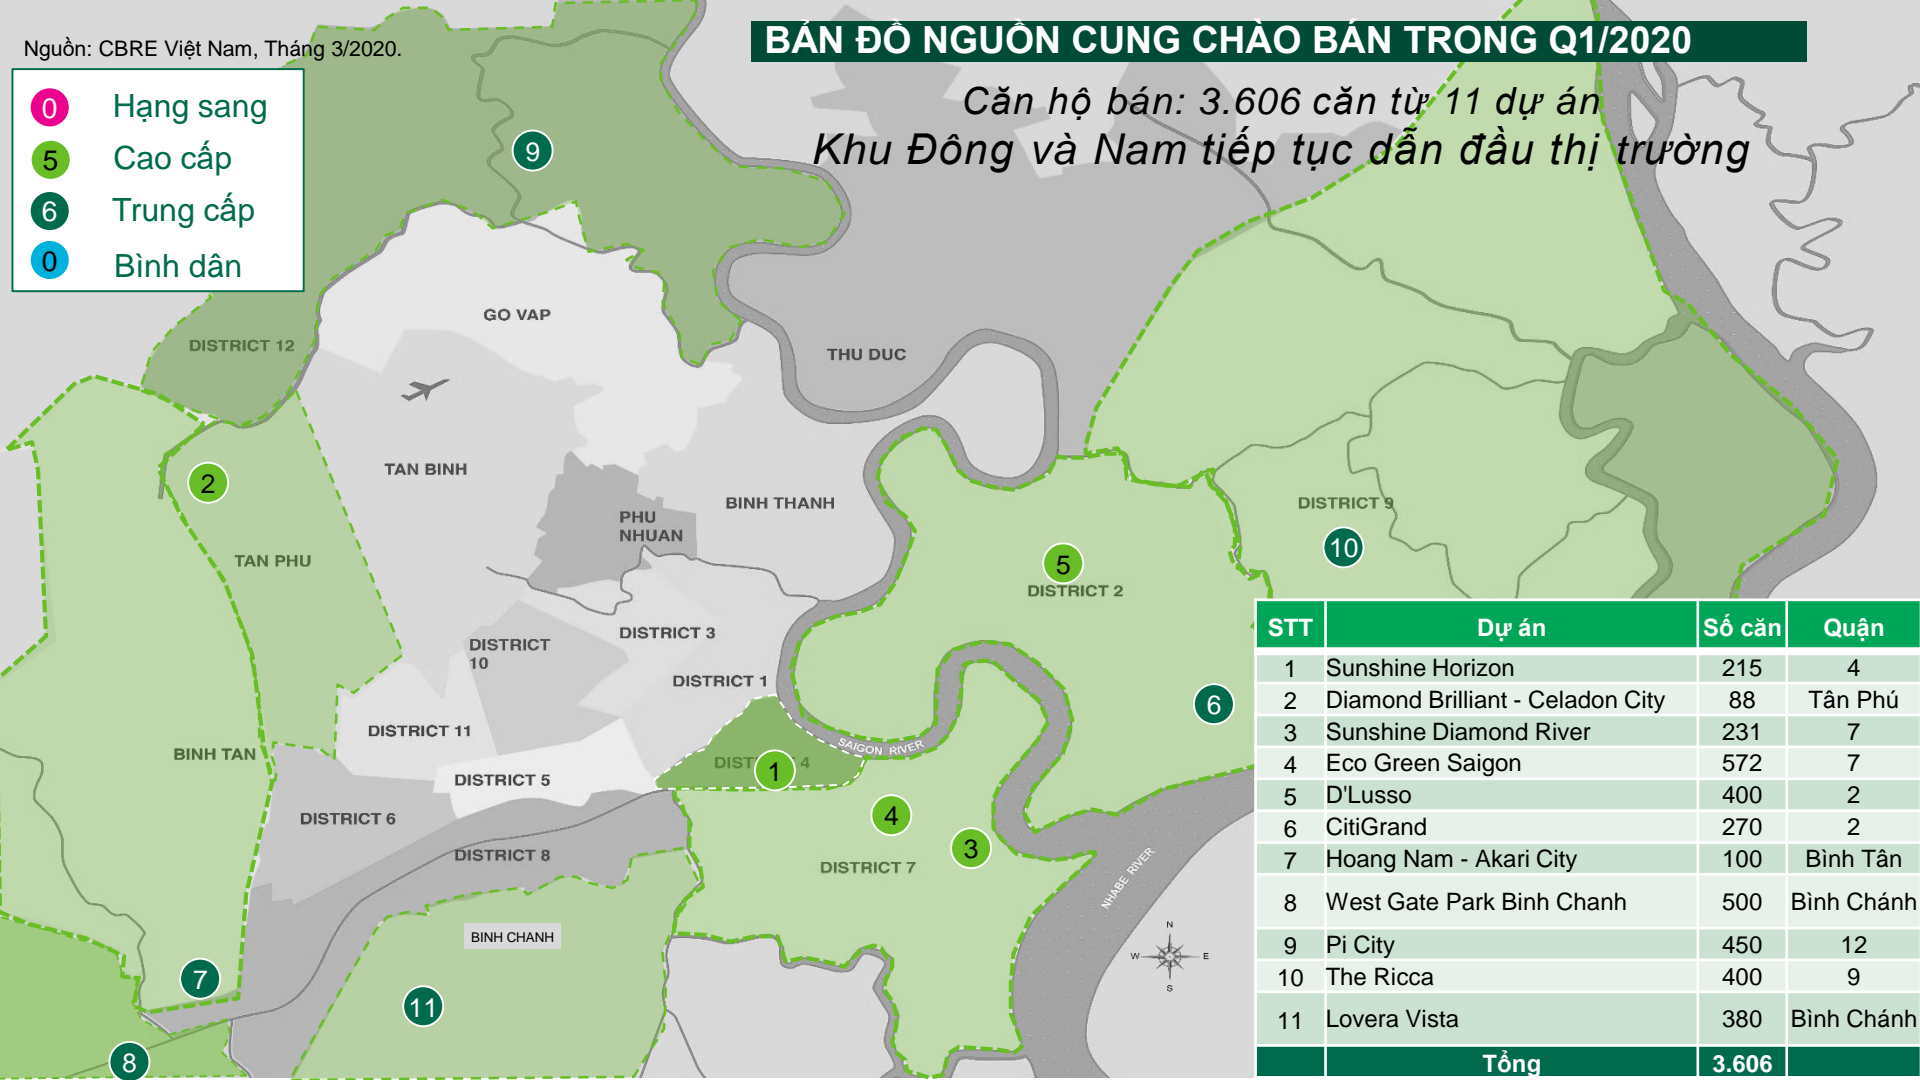 BẢN ĐỒ NGUỒN CUNG CHÀO BÁN TRONG Q1/2020
Nguồn: CBRE Việt Nam, Tháng 3/2020.
Căn hộ bán: 3.606 căn từ 11 dự án
Khu Đông và Nam tiếp tục dẫn đầu thị trường
0 Hạng sang
5 Cao cấp
6 Trung cấp
0 Bình dân
9
GO VAP
DISTRICT 12
THU DUC
TAN BINH
2
BINH THANH
DISTRICT 9
PHU
NHUAN
10
TAN PHU
5
DISTRICT 2
DISTRICT 3
DISTRICT
10
DISTRICT 1
6
DISTRICT 11
SAIGON RIVER
BINH TAN
DISTRICT 4
1
DISTRICT 5
DISTRICT 6
4
3
DISTRICT 8
DISTRICT 7
NHABE RIVER
BINH CHANH
N
W E
S
7
11
8
STT Dự án Số căn Quận
1 Sunshine Horizon 215 4
2 Diamond Brilliant - Celadon City 88 Tân Phú
3 Sunshine Diamond River 231 7
4 Eco Green Saigon 572 7
5 D'Lusso 400 2
6 CitiGrand 270 2
7 Hoang Nam - Akari City 100 Bình Tân
8 West Gate Park Binh Chanh 500 Bình Chánh
9 Pi City 450 12
10 The Ricca 400 9
11 Lovera Vista 380 Bình Chánh
Tổng 3.606